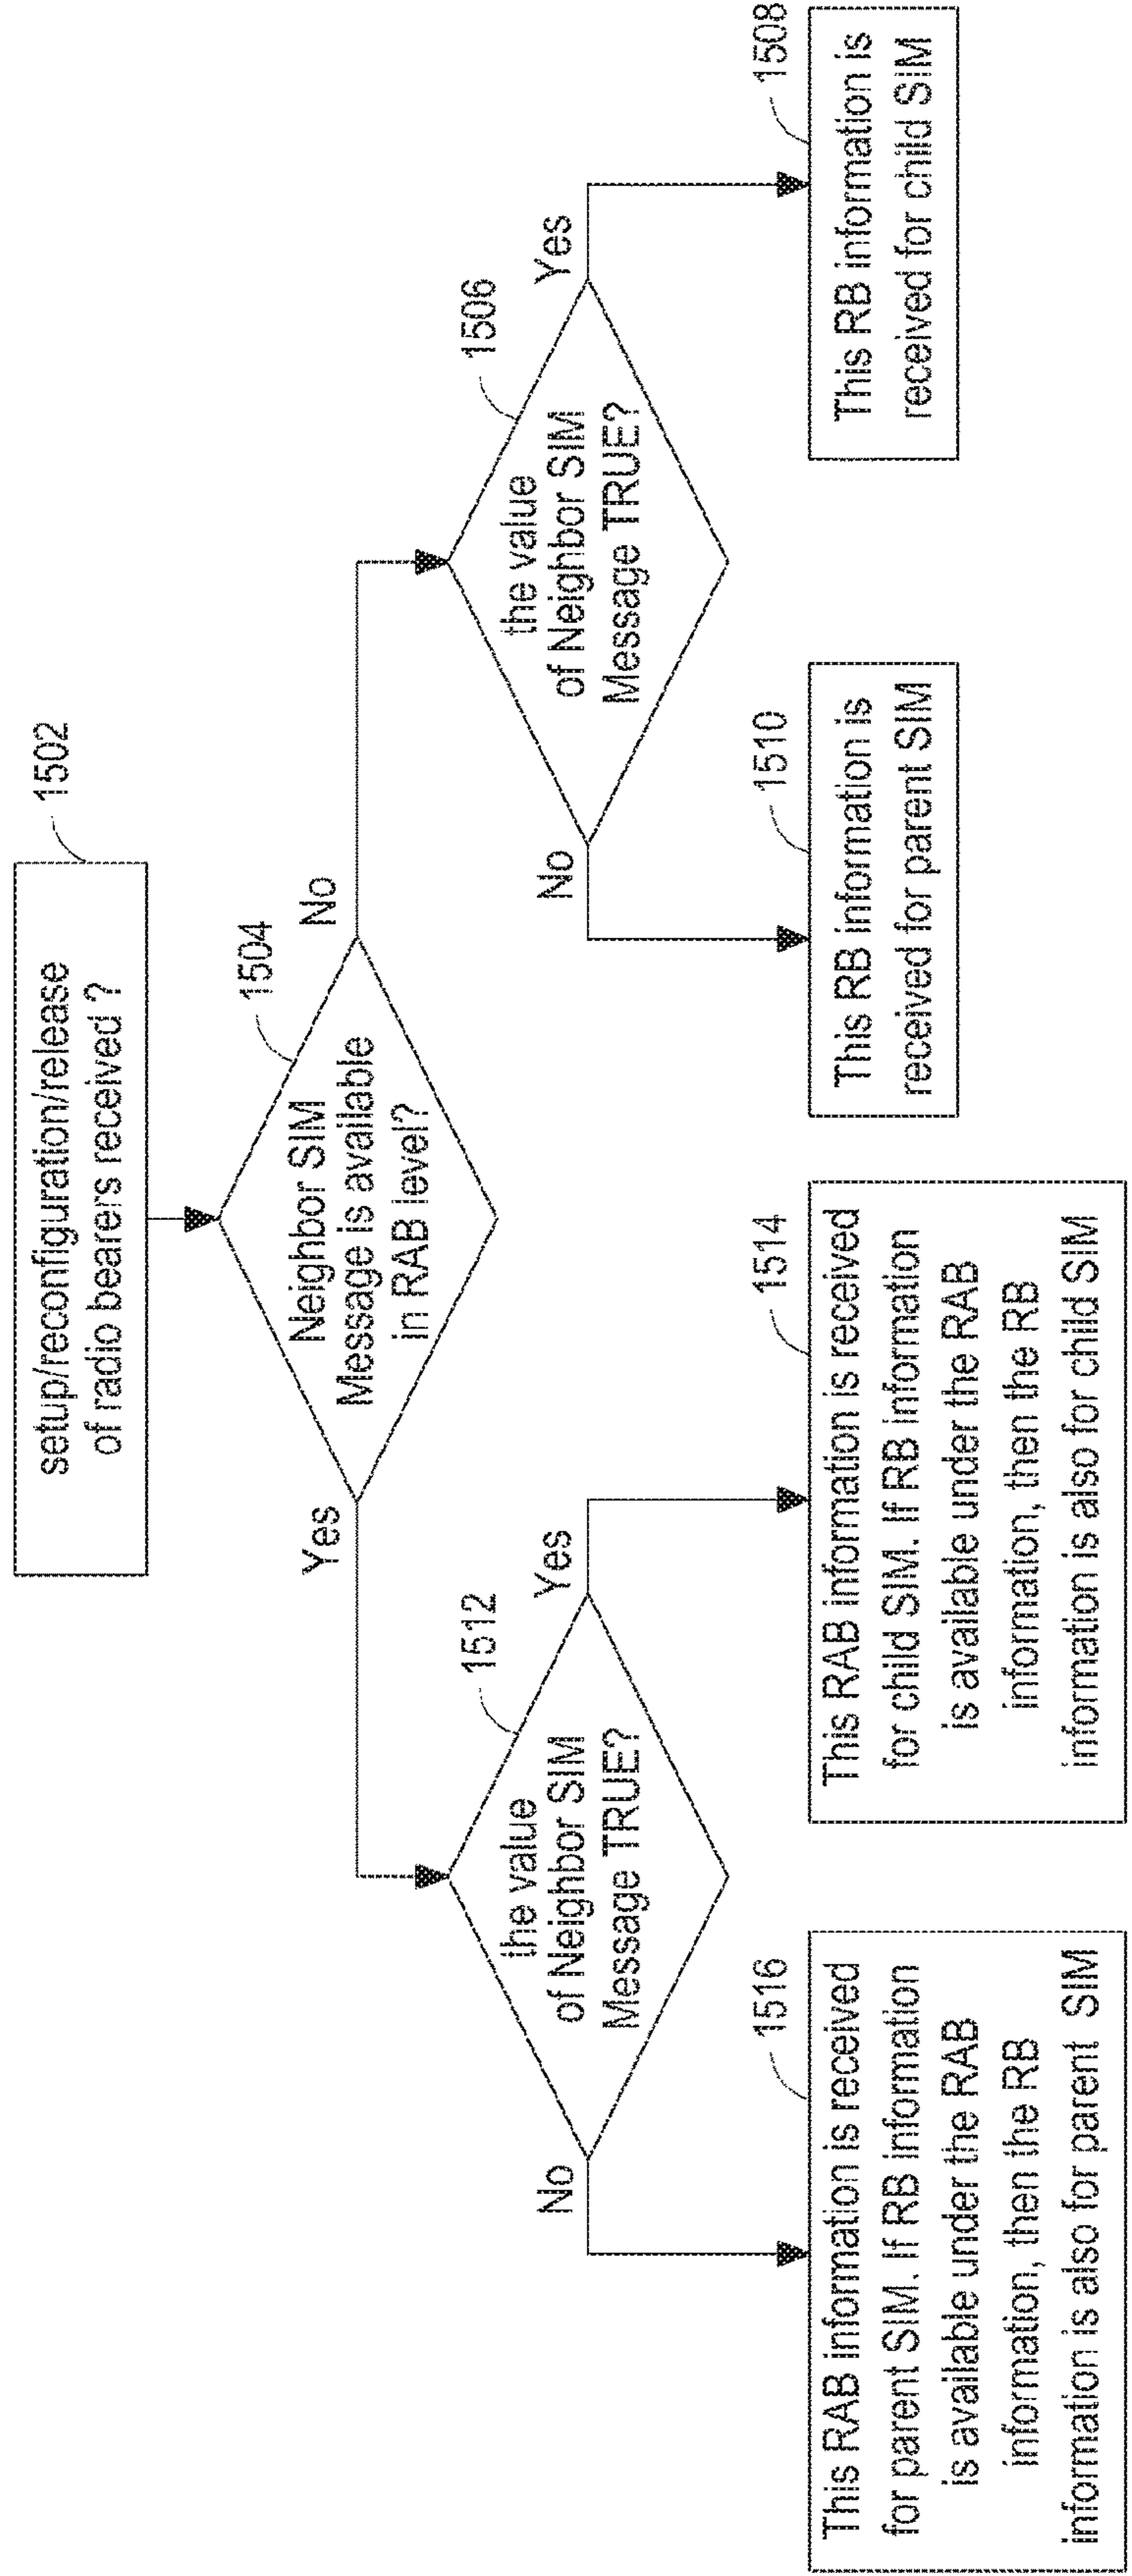 1502
setup/reconfiguration/release
of radio bearers received ?
1504
Neighbor SIM
Message is available
in RAB level?
Yes
No
1512
the value
of Neighbor SIM
Message TRUE?
No
Yes
1506
the value
of Neighbor SIM
Message TRUE?
No
Yes
1516
This RAB information is received
for parent SIM. If RB information
is available under the RAB
information, then the RB
information is also for parent SIM
1514
This RAB information is received
for child SIM. If RB information
is available under the RAB
information, then the RB
information is also for child SIM
1510
This RB information is
received for parent SIM
1508
This RB information is
received for child SIM